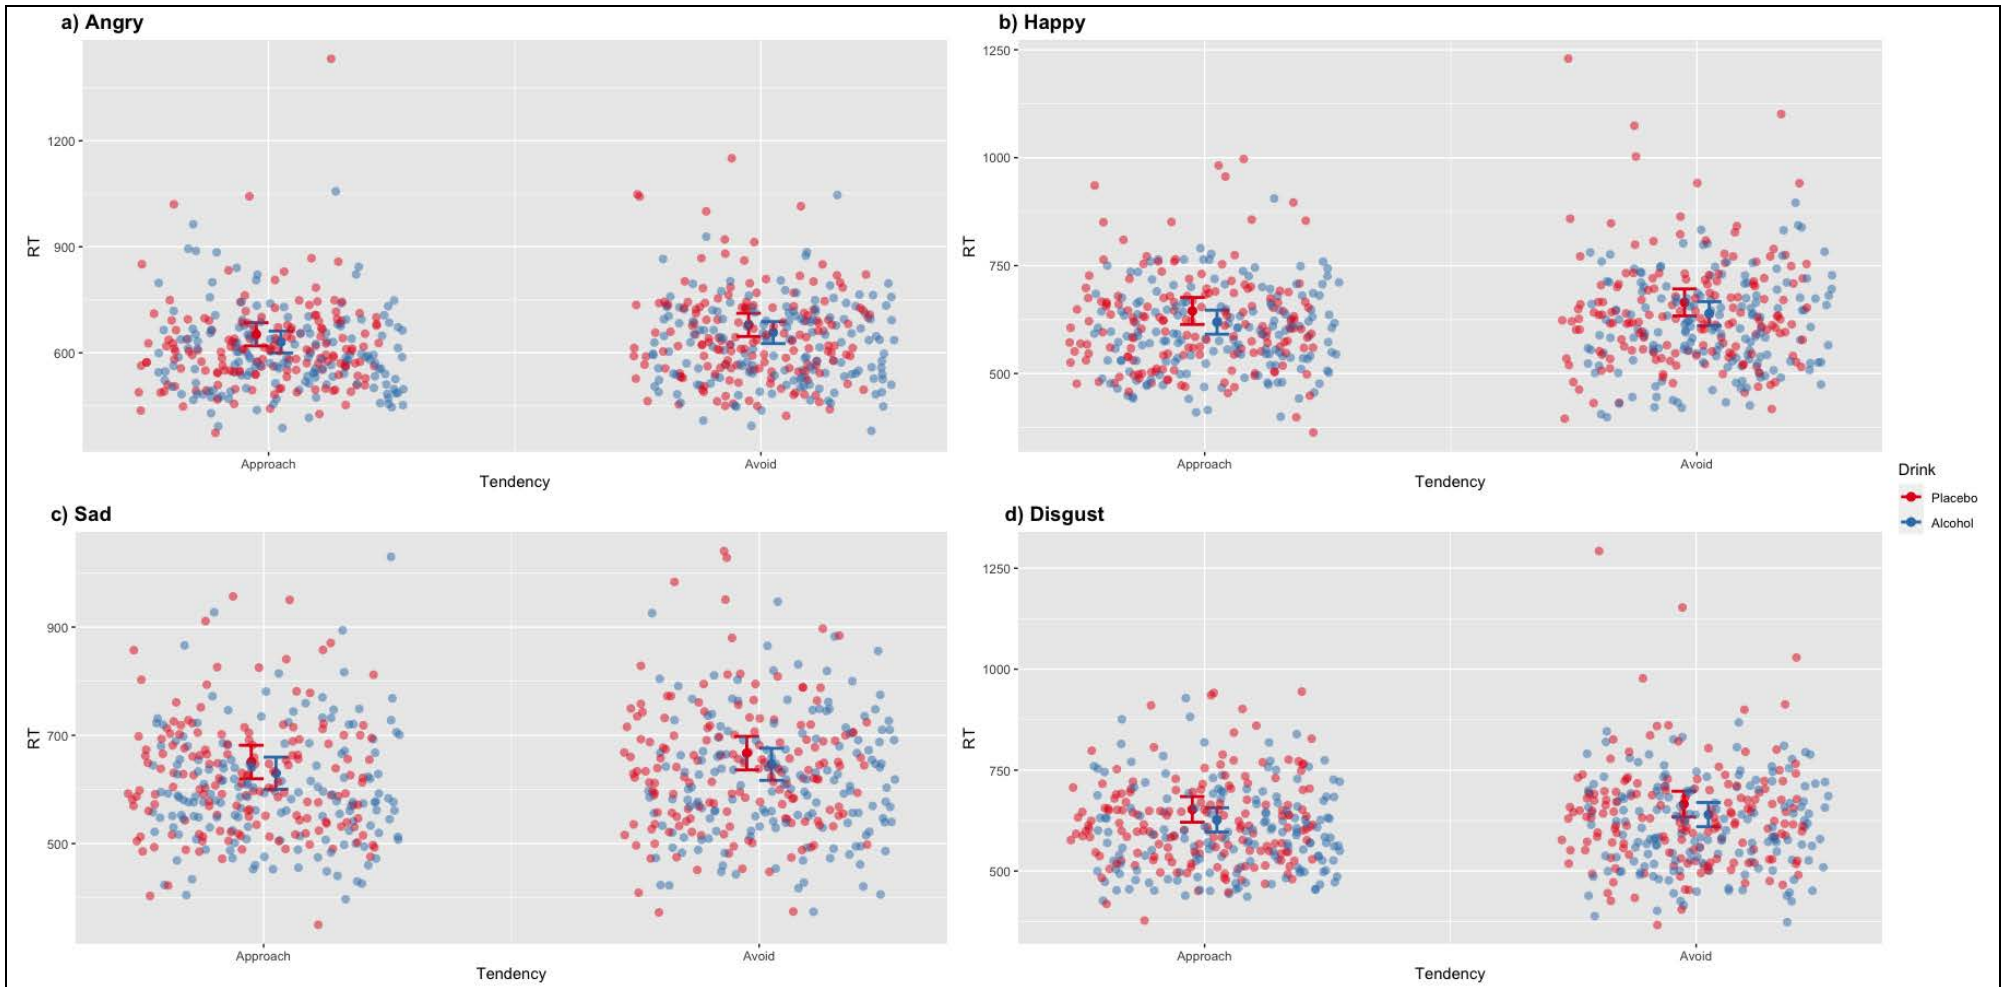 a) Angry
1200
900
600
RT
Approach
Avoid
Tendency
b) Happy
1250
1000
750
500
RT
Approach
Avoid
Tendency
c) Sad
900
700
500
RT
Approach
Avoid
Tendency
d) Disgust
1250
1000
750
500
RT
Approach
Avoid
Tendency
Drink
Placebo
Alcohol